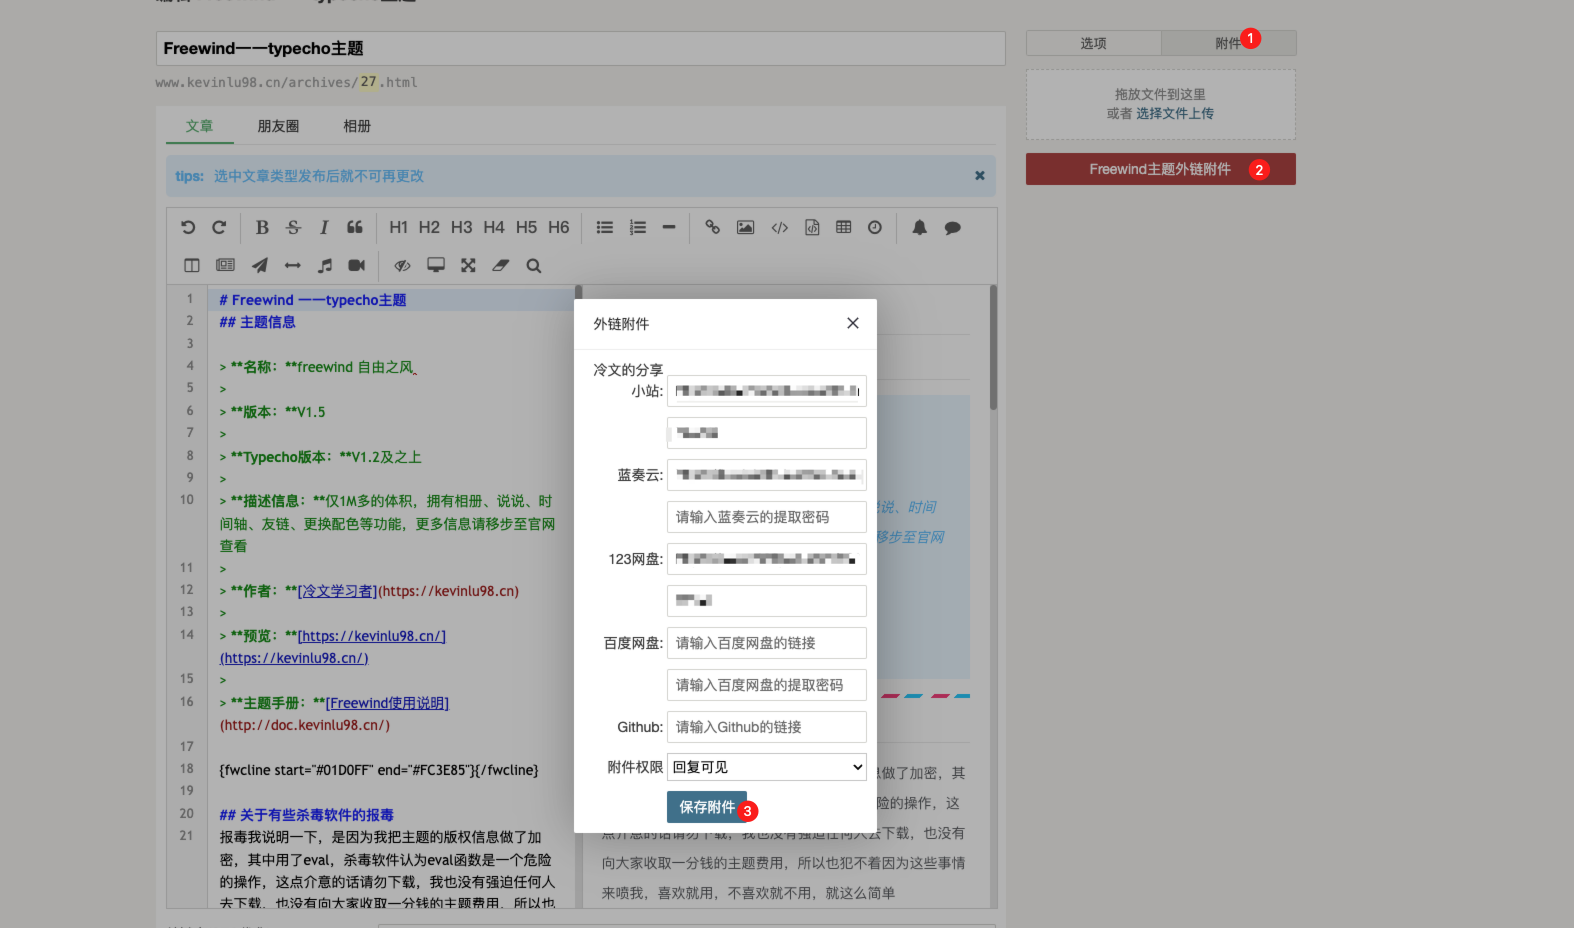 Freewind一一typecho主题
www.kevinlu98.cn/archives/27.html
文章 朋友圈 相册
tips: 选中文章类型发布后就不可再更改
B S I H1 H2 H3 H4 H5 H6
1 # Freewind 一一typecho主题
2 ## 主题信息
3
4 > **名称：**freewind 自由之风
5 >
6 > **版本：**V1.5
7 >
8 > **Typecho版本：**V1.2及之上
9 >
10 > **描述信息：**仅1M多的体积，拥有相册、说说、时
间轴、友链、更换配色等功能，更多信息请移步至官网
查看
11 >
12 > **作者：**[冷文学习者](https://kevinlu98.cn)
13 >
14 > **预览：**[https://kevinlu98.cn/]
(https://kevinlu98.cn/)
15 >
16 > **主题手册：**[Freewind使用说明]
(http://doc.kevinlu98.cn/)
17
18 {fwcline start="#01D0FF" end="#FC3E85"}{/fwcline}
19
20 ## 关于有些杀毒软件的报毒
21 报毒我说明一下，是因为我把主题的版权信息做了加
密，其中用了eval，杀毒软件认为eval函数是一个危险
的操作，这点介意的话请勿下载，我也没有强迫任何人
去下载，也没有向大家收取一分钱的主题费用，所以也
说、时间
移步至官网
息做了加密，其
险的操作，这
点介意的话请勿下载，我也没有强迫任何人去下载，也没有
向大家收取一分钱的主题费用，所以也犯不着因为这些事情
来喷我，喜欢就用，不喜欢就不用，就这么简单
外链附件
冷文的分享
小站:
蓝奏云:
请输入蓝奏云的提取密码
123网盘:
百度网盘: 请输入百度网盘的链接
请输入百度网盘的提取密码
Github: 请输入Github的链接
附件权限 回复可见
保存附件 3
选项 附件 1
拖放文件到这里
或者 选择文件上传
Freewind主题外链附件 2